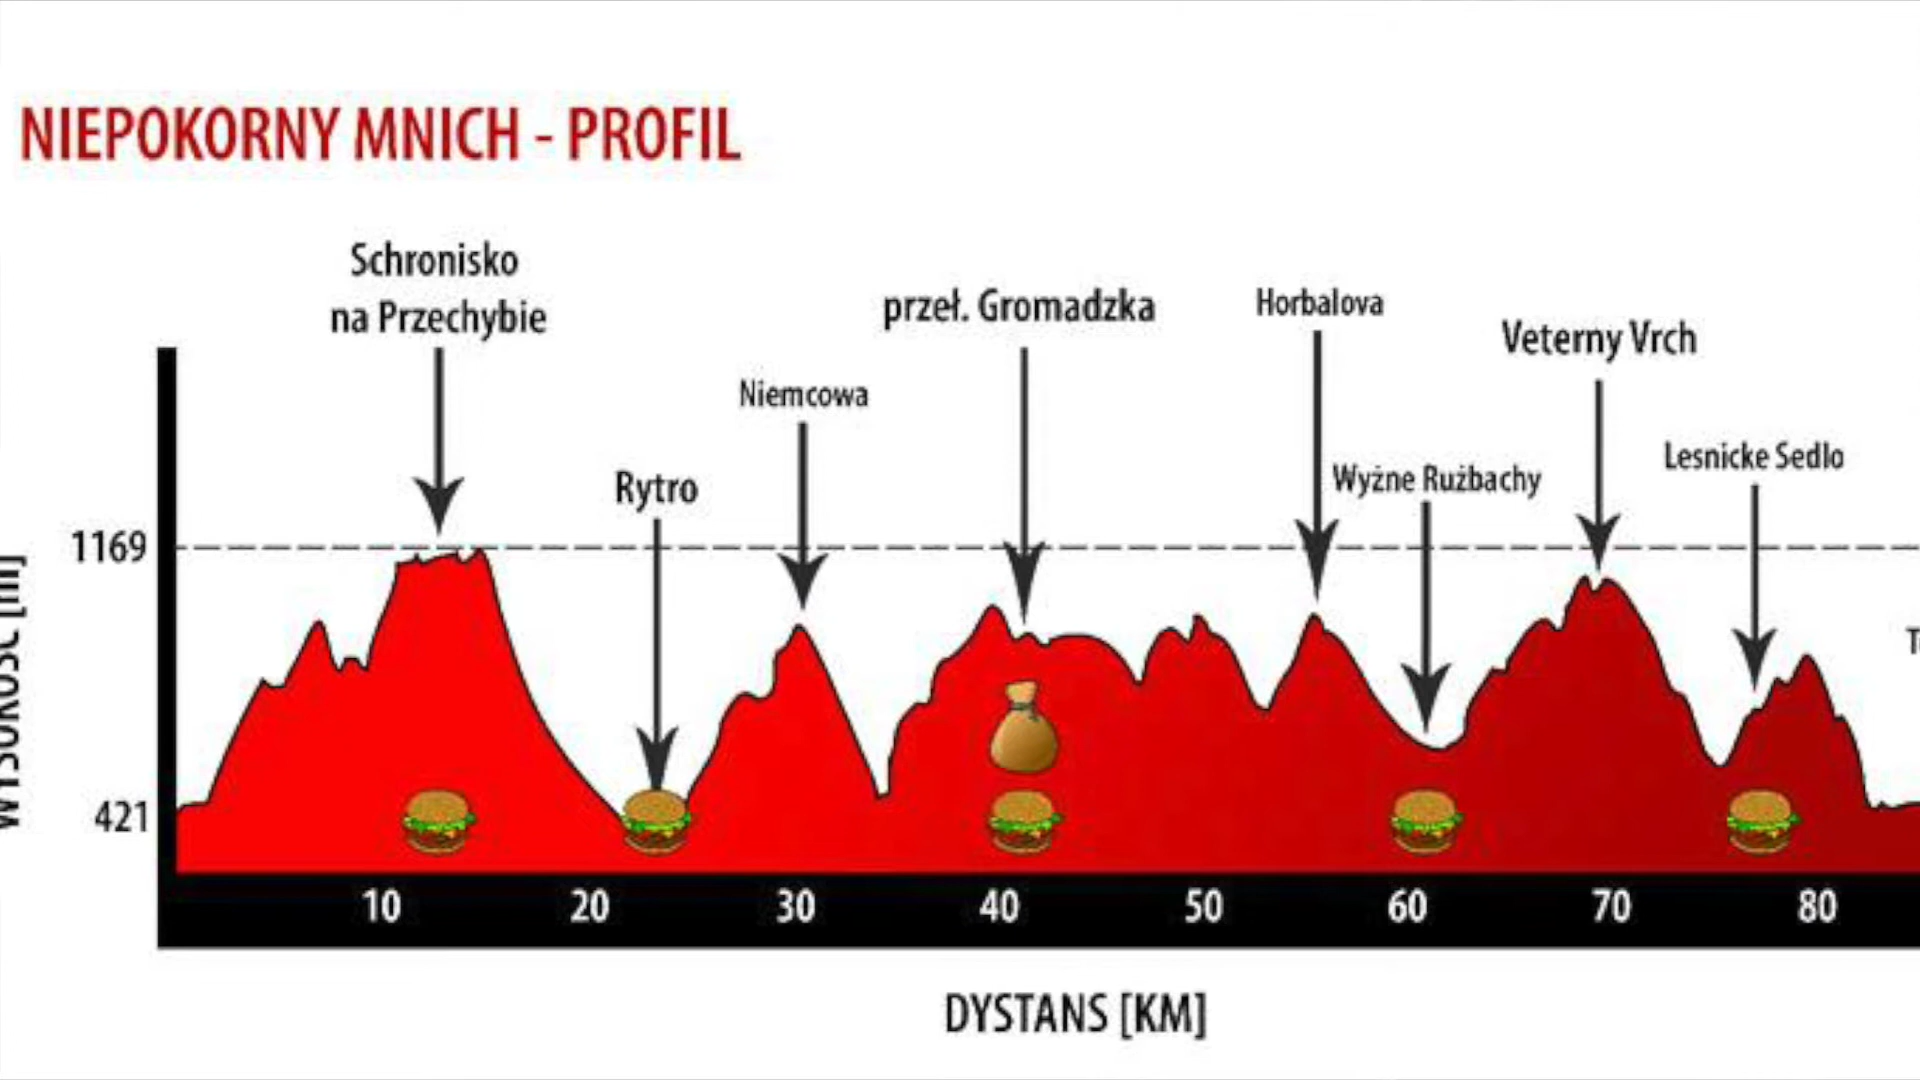 NIEPOKORNY MNICH - PROFIL
Schronisko
na Przechybie
przeł. Gromadzka
Horbalova
Veterny Vrch
Niemcowa
Rytro
Wyżne Rużbachy
Lesnicke Sedlo
1169
421
WYSOKOŚĆ [m]
10 20 30 40 50 60 70 80
DYSTANS [KM]